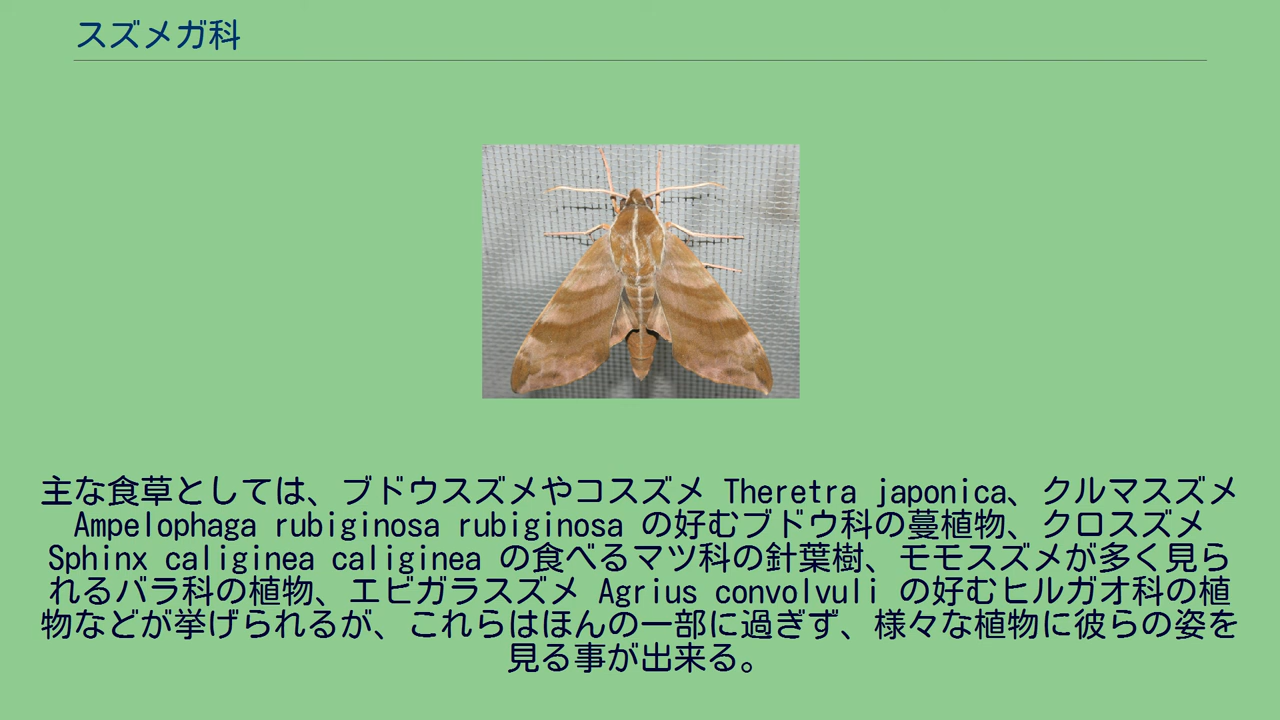 スズメガ科
主な食草としては、ブドウスズメやコスズメ Theretra japonica、クルマスズメ
Ampelophaga rubiginosa rubiginosa の好むブドウ科の蔓植物、クロスズメ
Sphinx caliginea caliginea の食べるマツ科の針葉樹、モモスズメが多く見ら
れるバラ科の植物、エビガラスズメ Agrius convolvuli の好むヒルガオ科の植
物などが挙げられるが、これらはほんの一部に過ぎず、様々な植物に彼らの姿を
見る事が出来る。